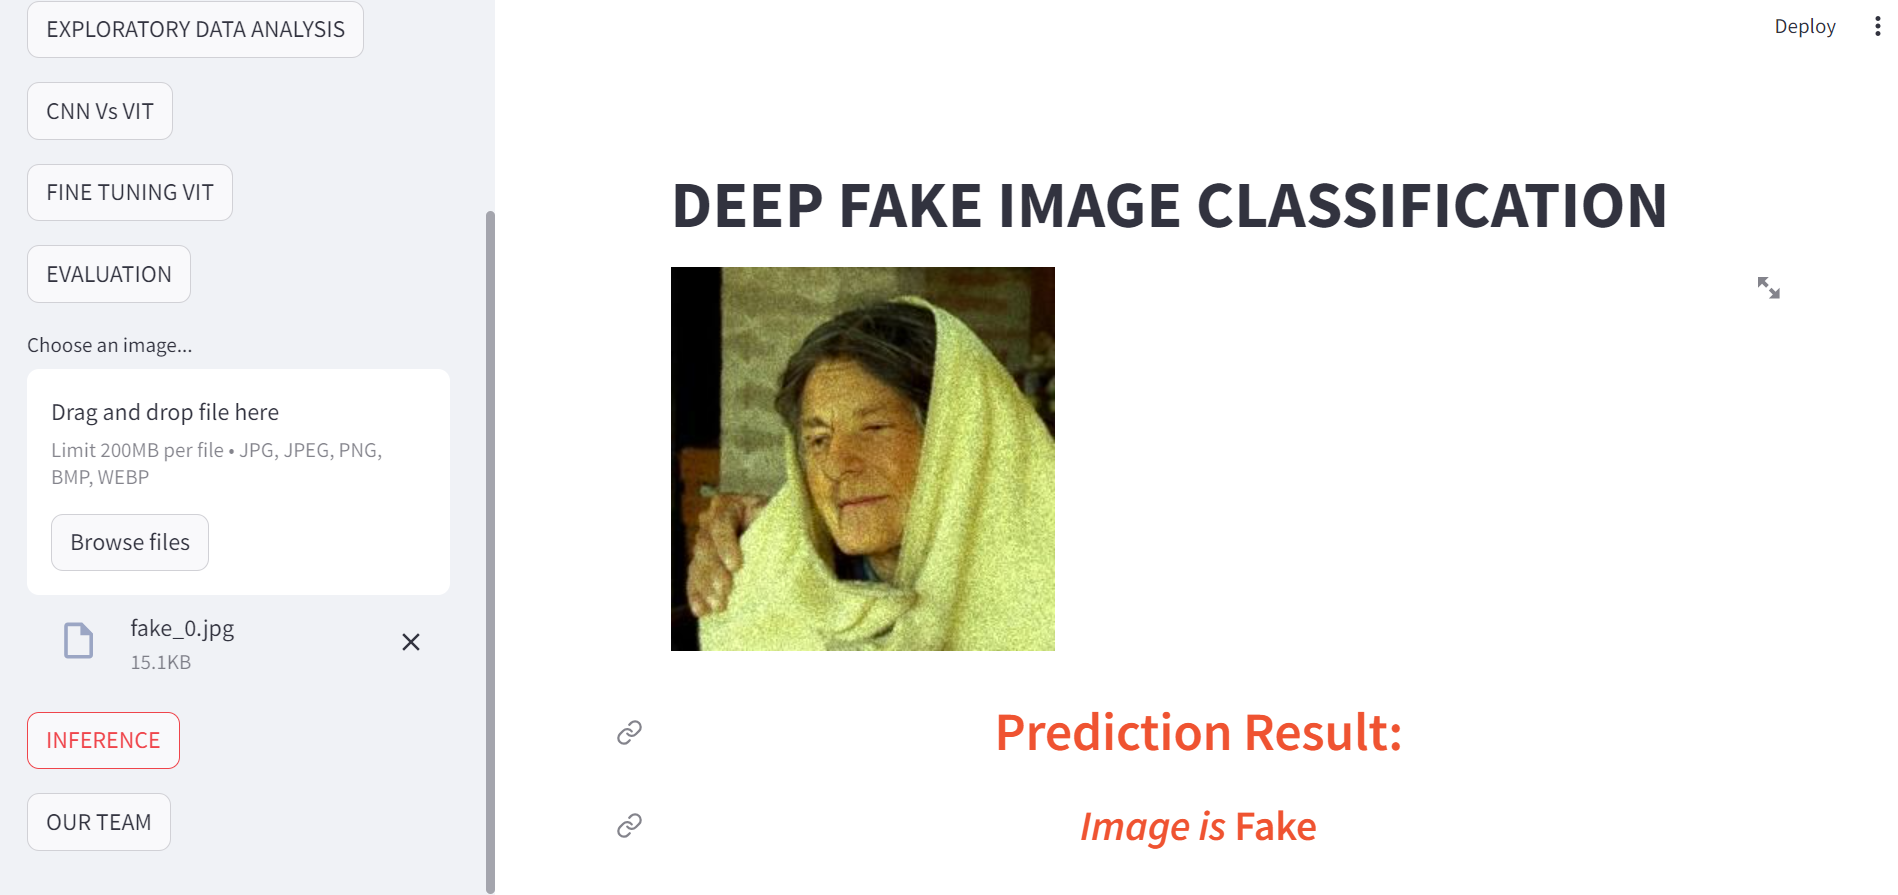 EXPLORATORY DATA ANALYSIS
CNN Vs VIT
FINE TUNING VIT
EVALUATION
Choose an image...
Drag and drop file here
Limit 200MB per file • JPG, JPEG, PNG,
BMP, WEBP
Browse files
fake_0.jpg
15.1KB
INFERENCE
OUR TEAM
Deploy
DEEP FAKE IMAGE CLASSIFICATION
Prediction Result:
Image is Fake